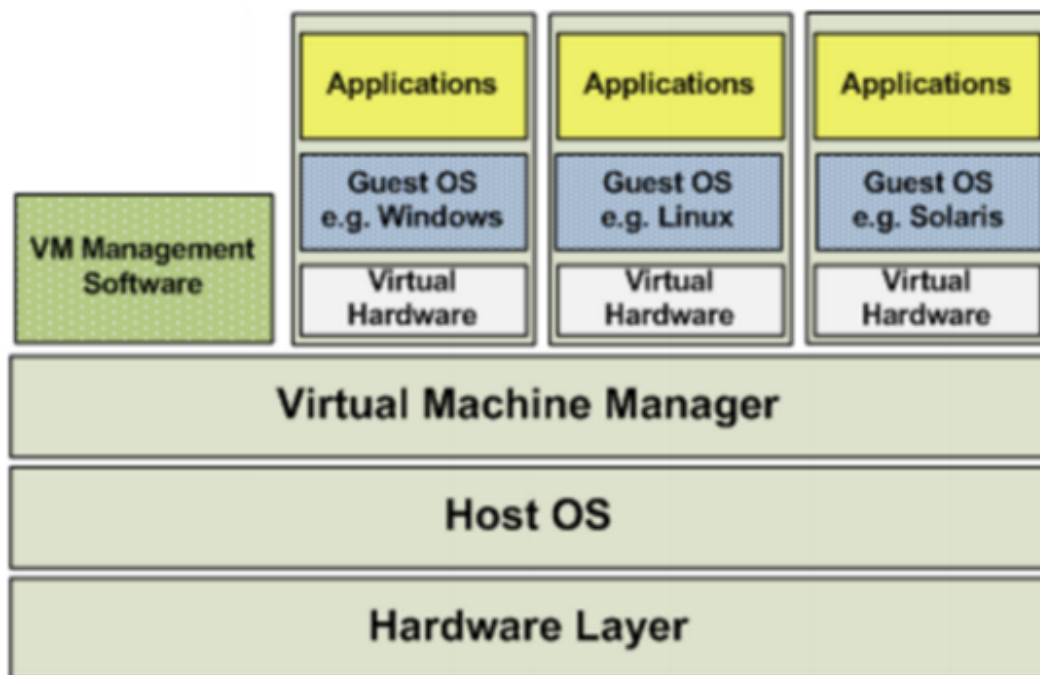 Applications
Applications
Applications
Guest OS
e.g. Windows
Guest OS
e.g. Linux
Guest OS
e.g. Solaris
VM Management
Software
Virtual
Hardware
Virtual
Hardware
Virtual
Hardware
Virtual Machine Manager
Host OS
Hardware Layer